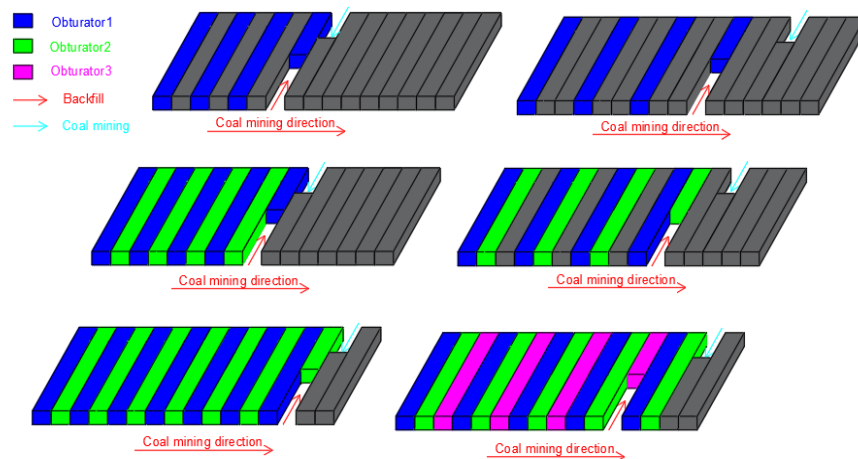 Obturator1
Obturator2
Obturator3
Backfill
Coal mining
Coal mining direction
Coal mining direction
Coal mining direction
Coal mining direction
Coal mining direction
Coal mining direction